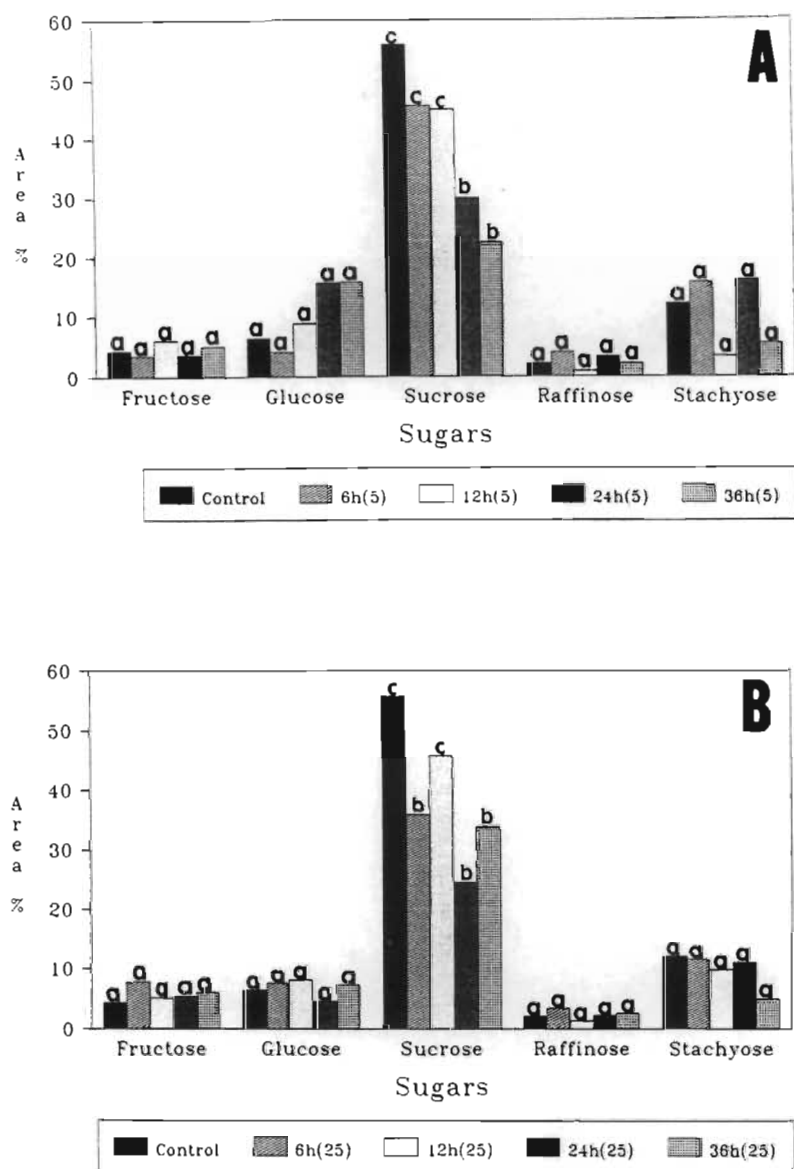 A
60
50
40
30
20
10
0
Area %
c
c c
b
b
a a a a a
a a a a a
a a a a a
a a a a a
Fructose Glucose Sucrose Raffinose Stachyose
Sugars
Control 6h(5) 12h(5) 24h(5) 36h(5)
B
60
50
40
30
20
10
0
Area %
c
b
c
b
b
a a a a a
a a a a a
a a a a a
a a a a a
Fructose Glucose Sucrose Raffinose Stachyose
Sugars
Control 6h(25) 12h(25) 24h(25) 36h(25)